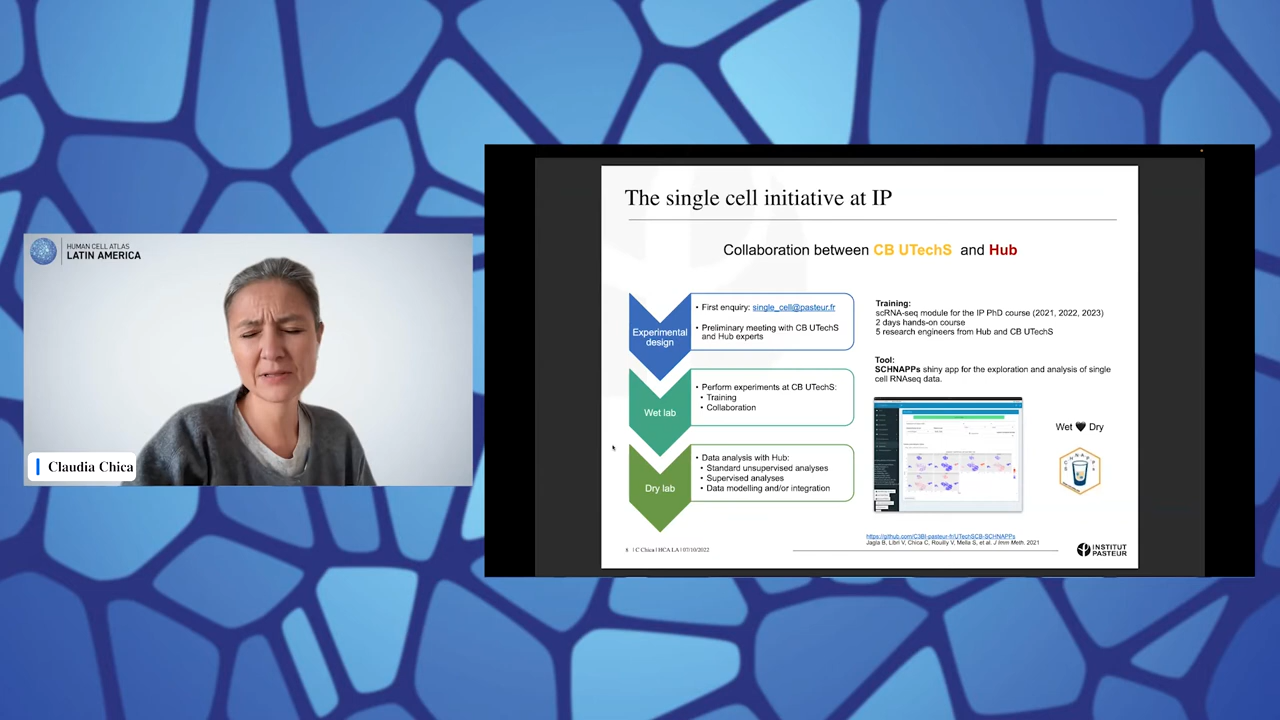 HUMAN CELL ATLAS
LATIN AMERICA
Claudia Chica
The single cell initiative at IP
Collaboration between CB UTechS and Hub
Experimental
design
• First enquiry: single_cell@pasteur.fr
• Preliminary meeting with CB UTechS
and Hub experts
Wet lab
• Perform experiments at CB UTechS:
• Training
• Collaboration
Dry lab
• Data analysis with Hub:
• Standard unsupervised analyses
• Supervised analyses
• Data modelling and/or integration
Training:
scRNA-seq module for the IP PhD course (2021, 2022, 2023)
2 days hands-on course
5 research engineers from Hub and CB UTechS
Tool:
SCHNAPPs shiny app for the exploration and analysis of single
cell RNAseq data.
Wet 🖤 Dry
SCHNAPPs
https://github.com/C3BI-pasteur-fr/UTechSCB-SCHNAPPs
Jagla B, Libri V, Chica C, Rouilly V, Mella S, et al. J Imm Meth. 2021
| C Chica | HCA LA | 07/10/2022
INSTITUT
PASTEUR